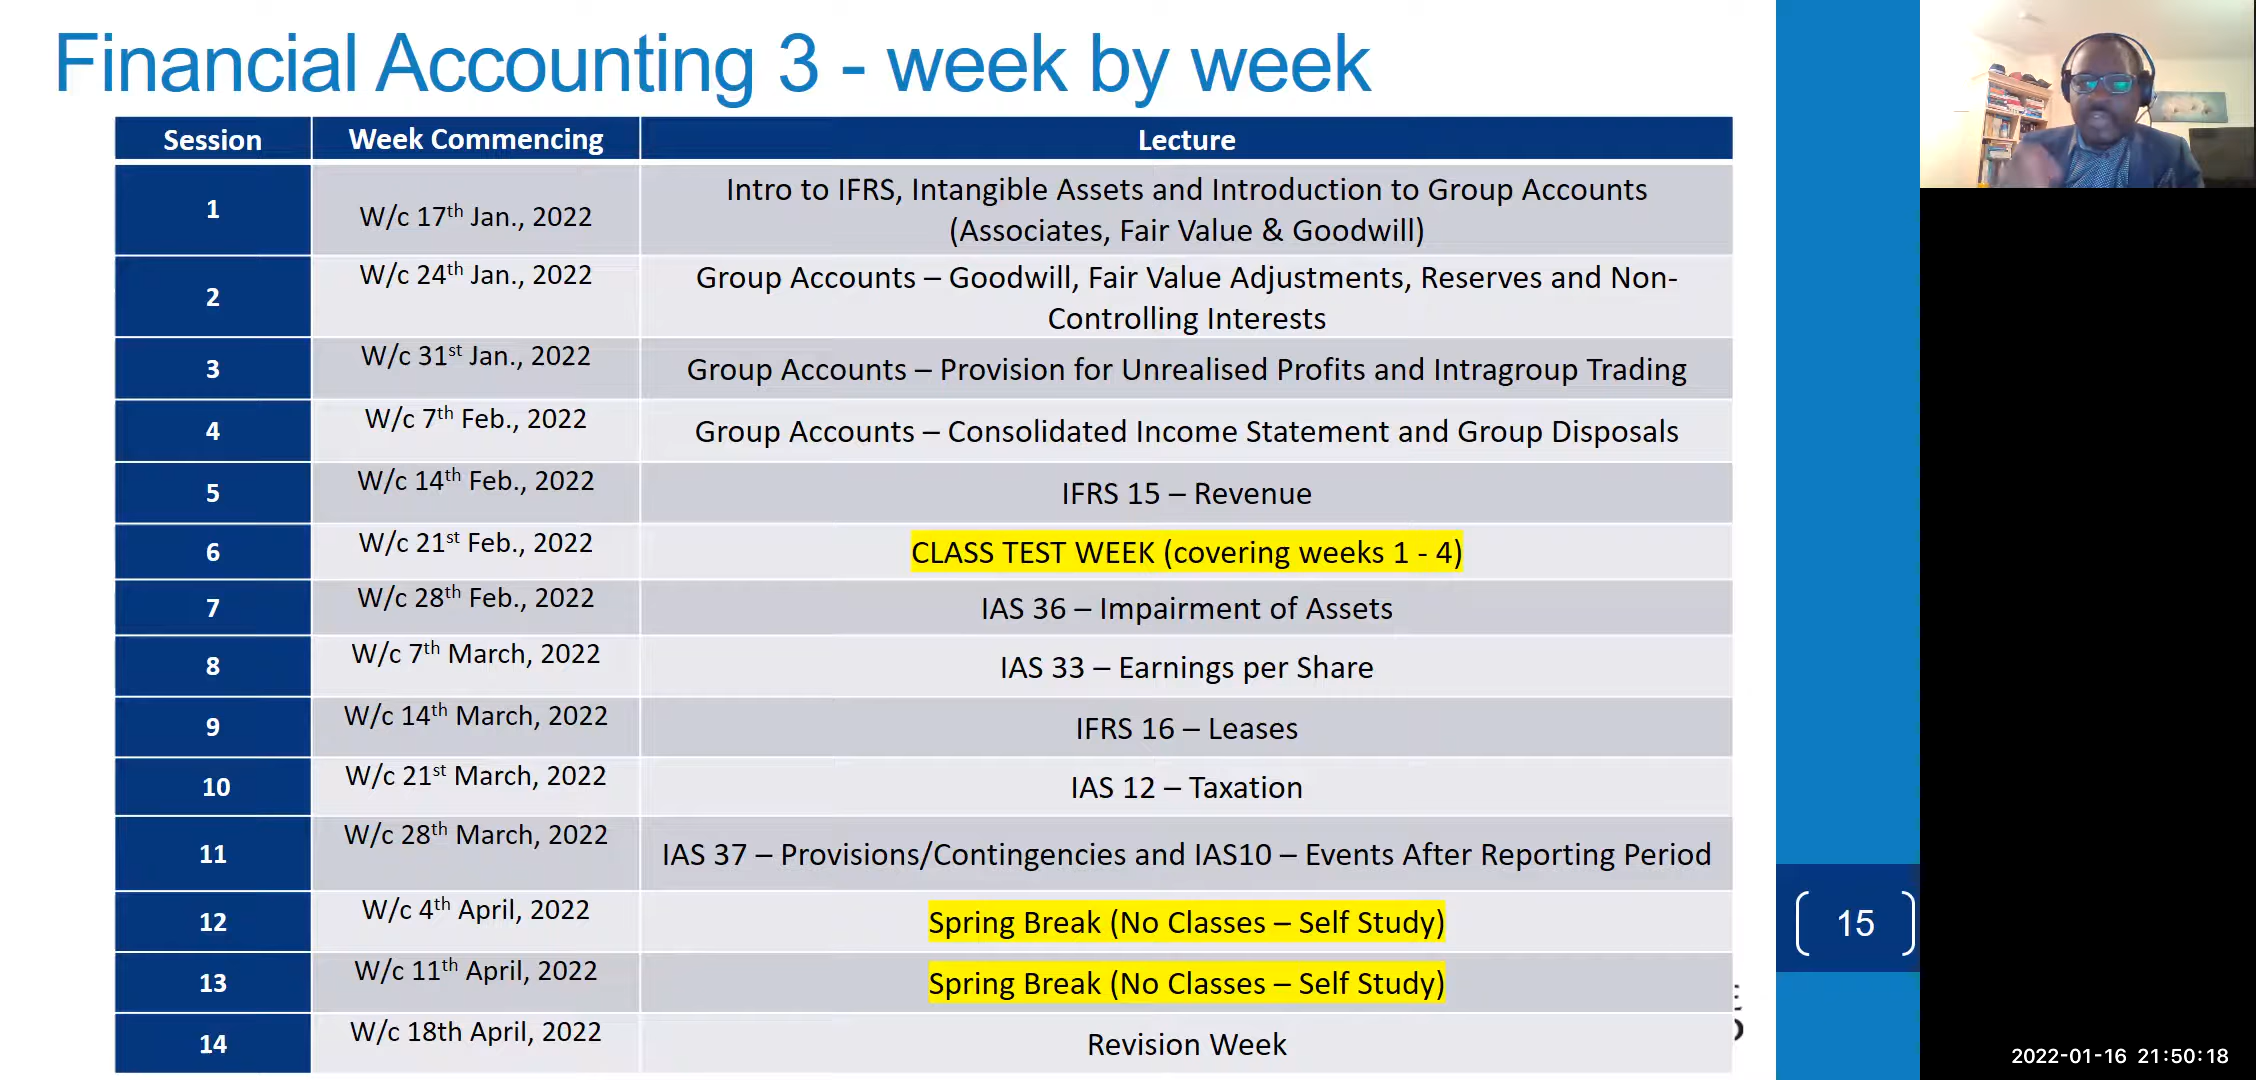 Financial Accounting 3 - week by week
Session Week Commencing Lecture
1 W/c 17th Jan., 2022 Intro to IFRS, Intangible Assets and Introduction to Group Accounts
(Associates, Fair Value & Goodwill)
2 W/c 24th Jan., 2022 Group Accounts – Goodwill, Fair Value Adjustments, Reserves and Non-
Controlling Interests
3 W/c 31st Jan., 2022 Group Accounts – Provision for Unrealised Profits and Intragroup Trading
4 W/c 7th Feb., 2022 Group Accounts – Consolidated Income Statement and Group Disposals
5 W/c 14th Feb., 2022 IFRS 15 – Revenue
6 W/c 21st Feb., 2022 CLASS TEST WEEK (covering weeks 1 - 4)
7 W/c 28th Feb., 2022 IAS 36 – Impairment of Assets
8 W/c 7th March, 2022 IAS 33 – Earnings per Share
9 W/c 14th March, 2022 IFRS 16 – Leases
10 W/c 21st March, 2022 IAS 12 – Taxation
11 W/c 28th March, 2022 IAS 37 – Provisions/Contingencies and IAS10 – Events After Reporting Period
12 W/c 4th April, 2022 Spring Break (No Classes – Self Study)
13 W/c 11th April, 2022 Spring Break (No Classes – Self Study)
14 W/c 18th April, 2022 Revision Week
15
2022-01-16 21:50:18